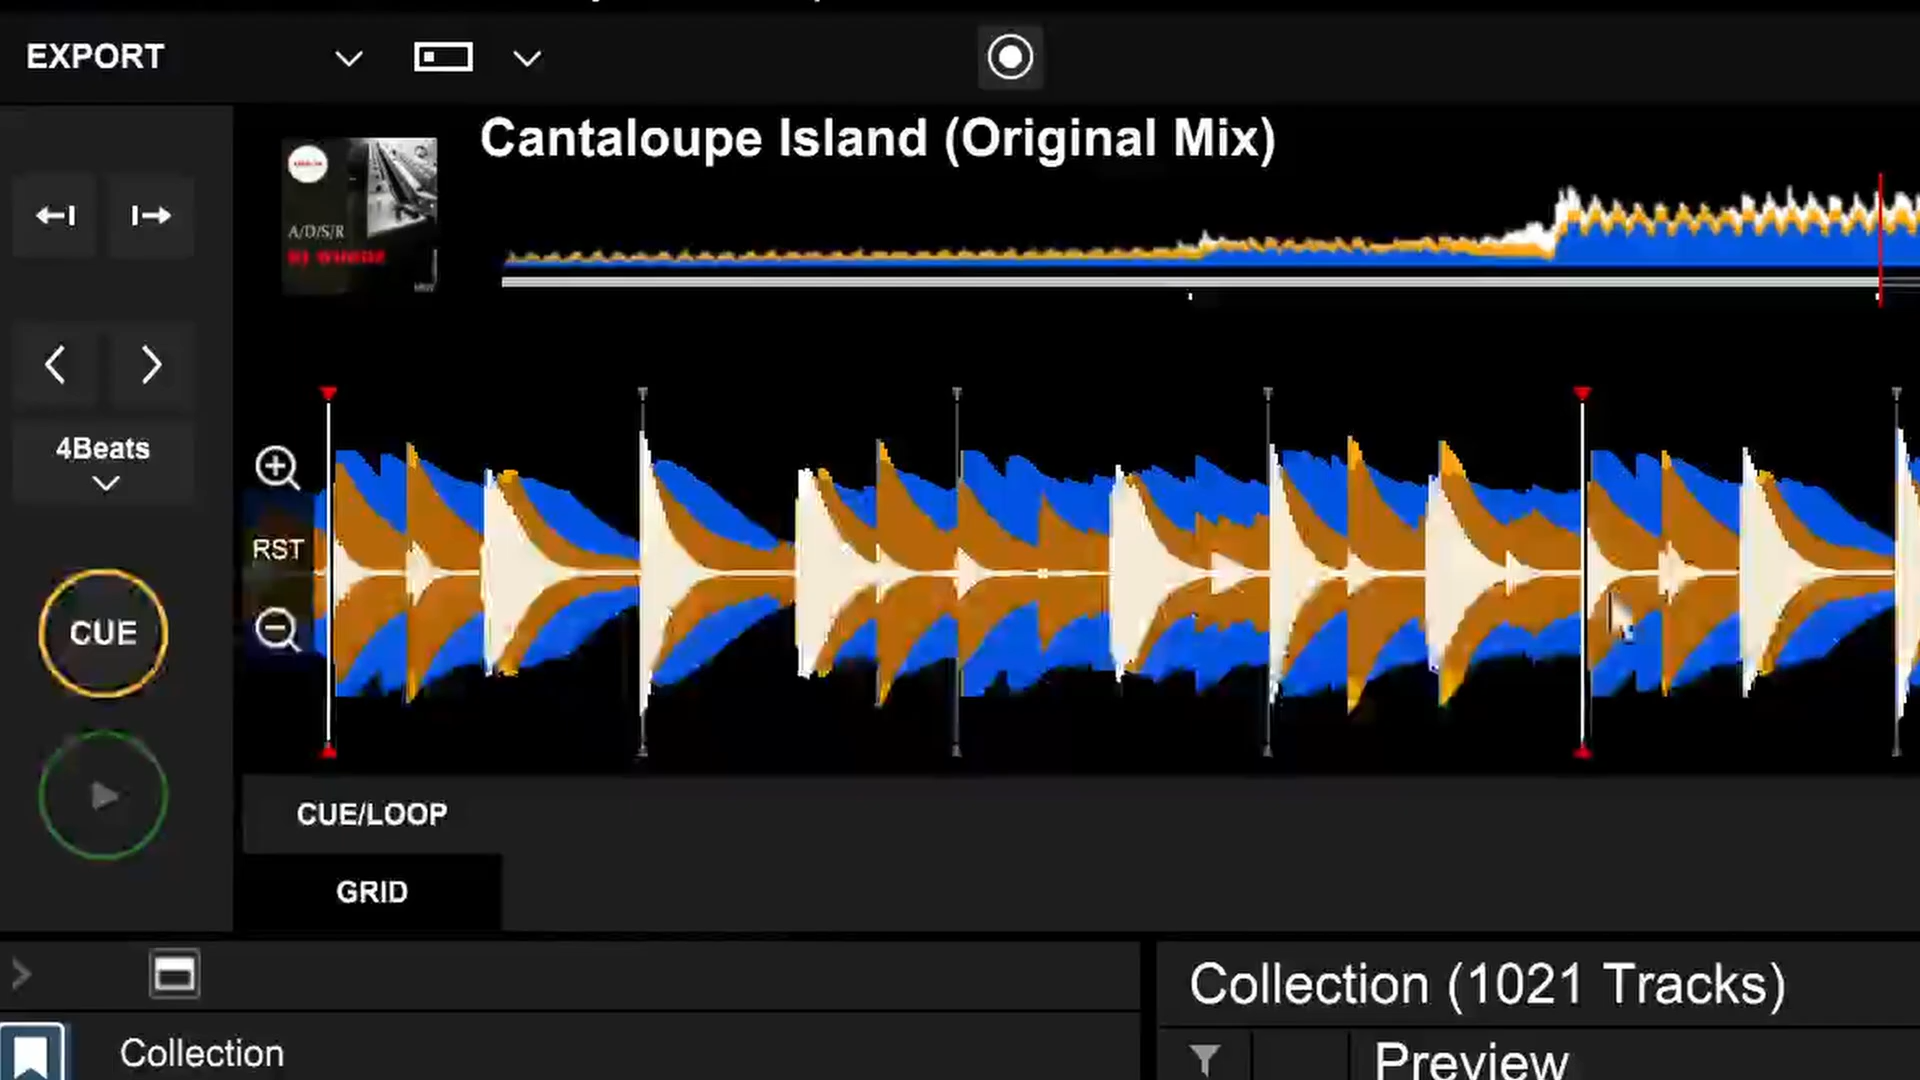 EXPORT
Cantaloupe Island (Original Mix)
A/D/S/R
4Beats
RST
CUE
CUE/LOOP
GRID
Collection (1021 Tracks)
Collection
Preview